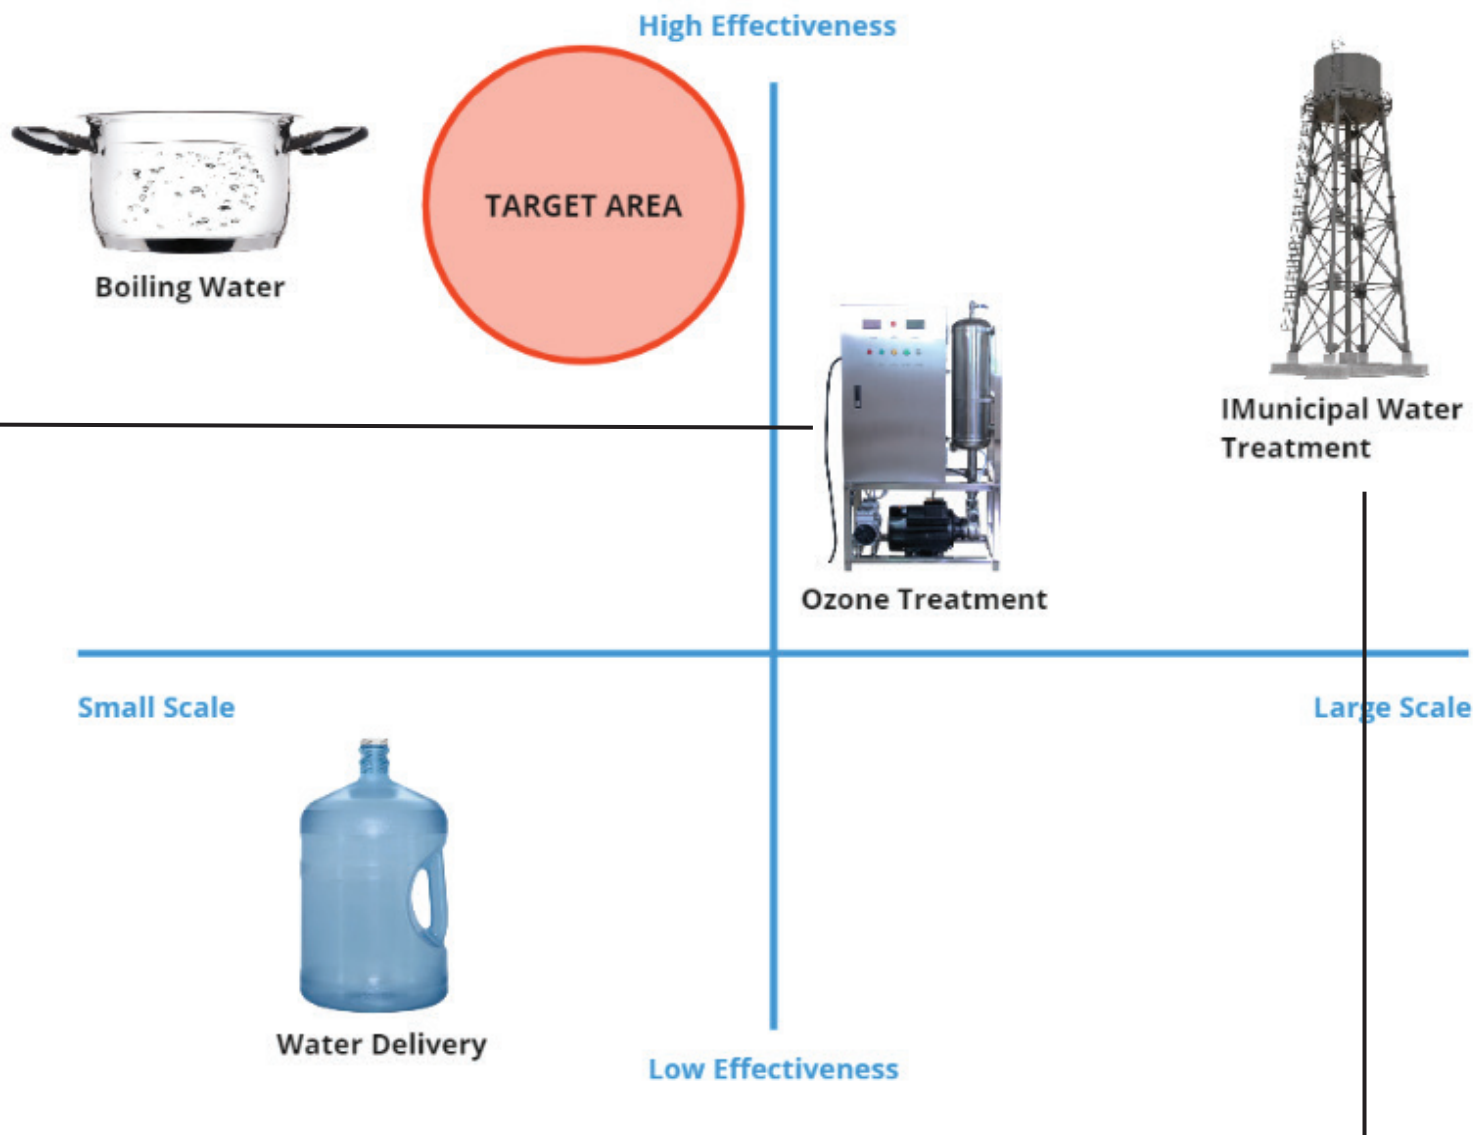 High Effectiveness
TARGET AREA
Boiling Water
IMunicipal Water
Treatment
Ozone Treatment
Small Scale
Large Scale
Water Delivery
Low Effectiveness